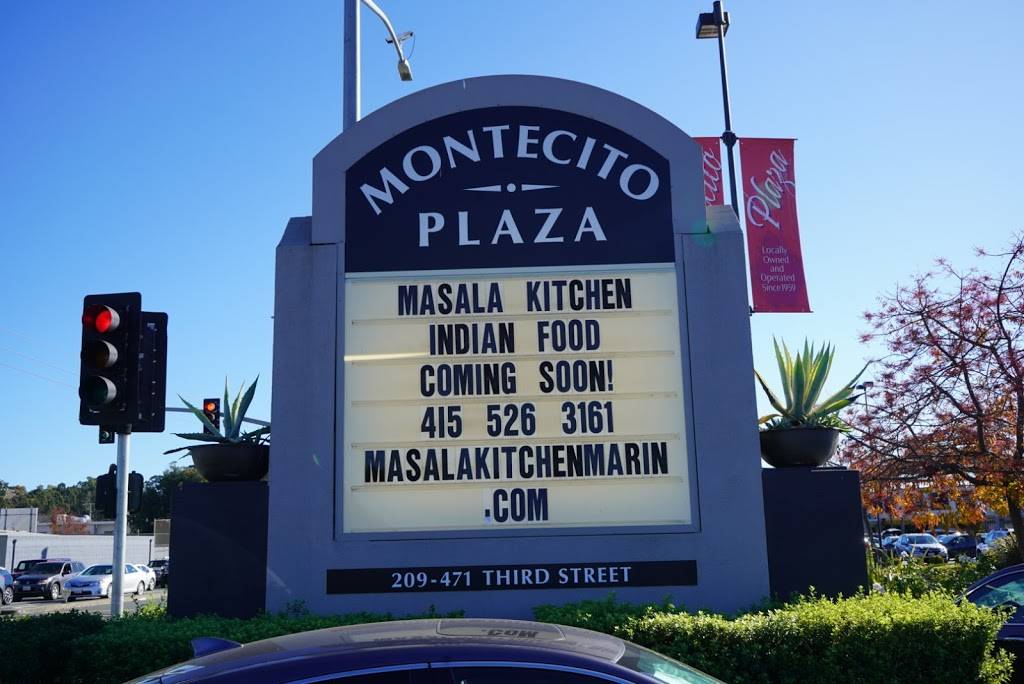 MONTECITO
PLAZA
MASALA KITCHEN
INDIAN FOOD
COMING SOON!
415 526 3161
MASALAKITCHENMARIN
.COM
209-471 THIRD STREET
Plaza
Locally
Owned
and
Operated
Since 1959
.COM